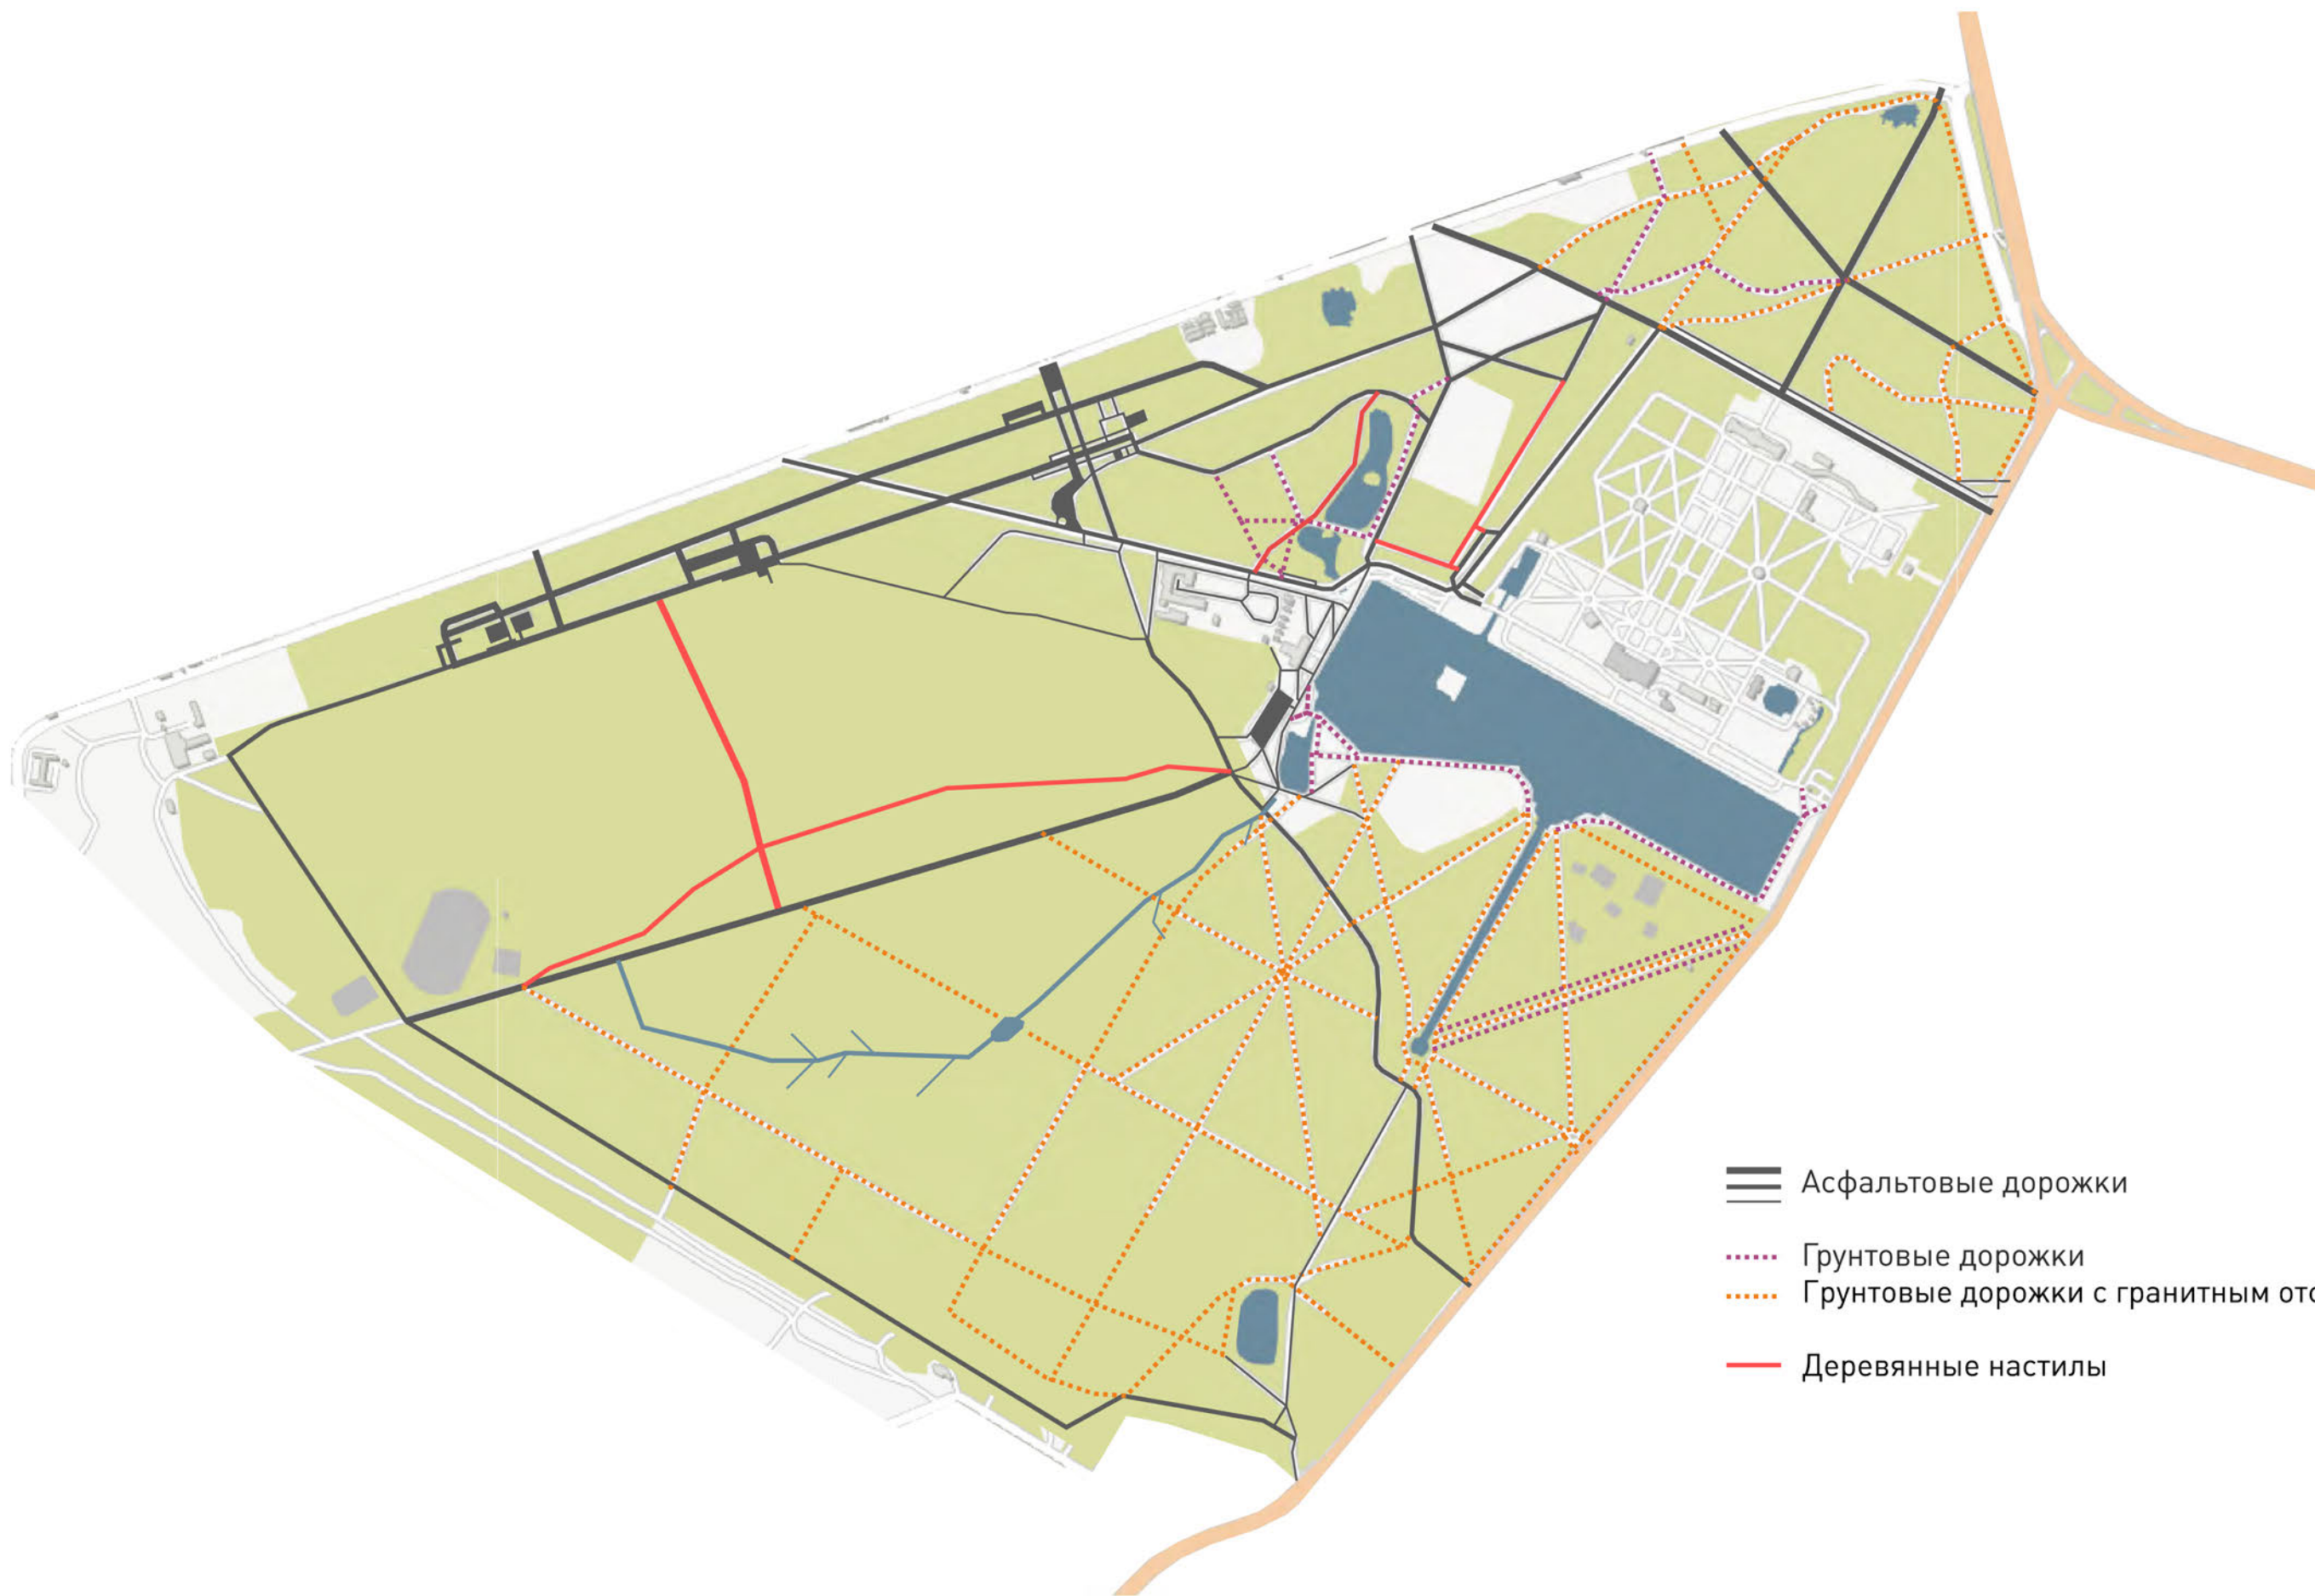 Асфальтовые дорожки
Грунтовые дорожки
Грунтовые дорожки с гранитным
Деревянные настилы